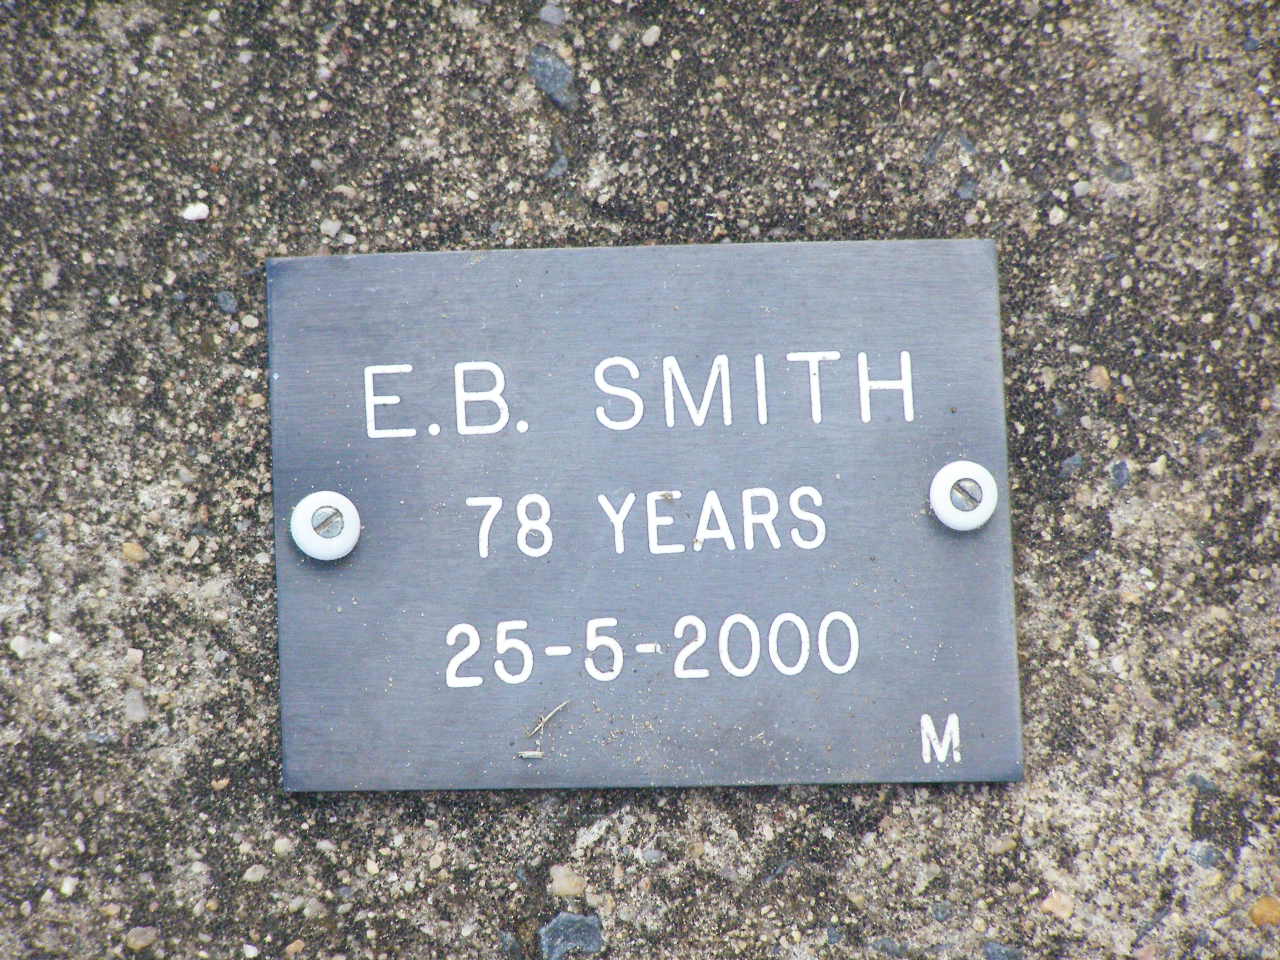 E.B. SMITH
78 YEARS
25-5-2000
M